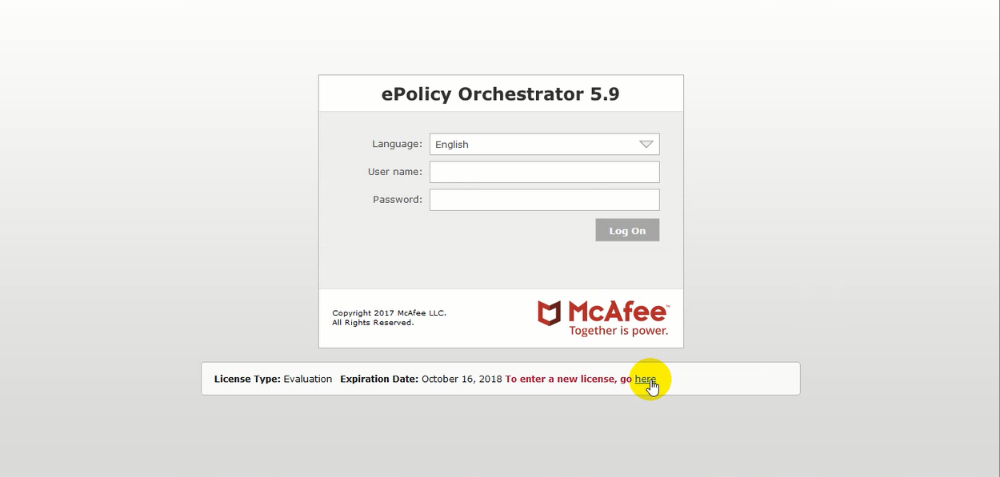 ePolicy Orchestrator 5.9
Language: English
User name:
Password:
Log On
Copyright 2017 McAfee LLC.
All Rights Reserved.
McAfee™
Together is power.
License Type: Evaluation Expiration Date: October 16, 2018 To enter a new license, go here